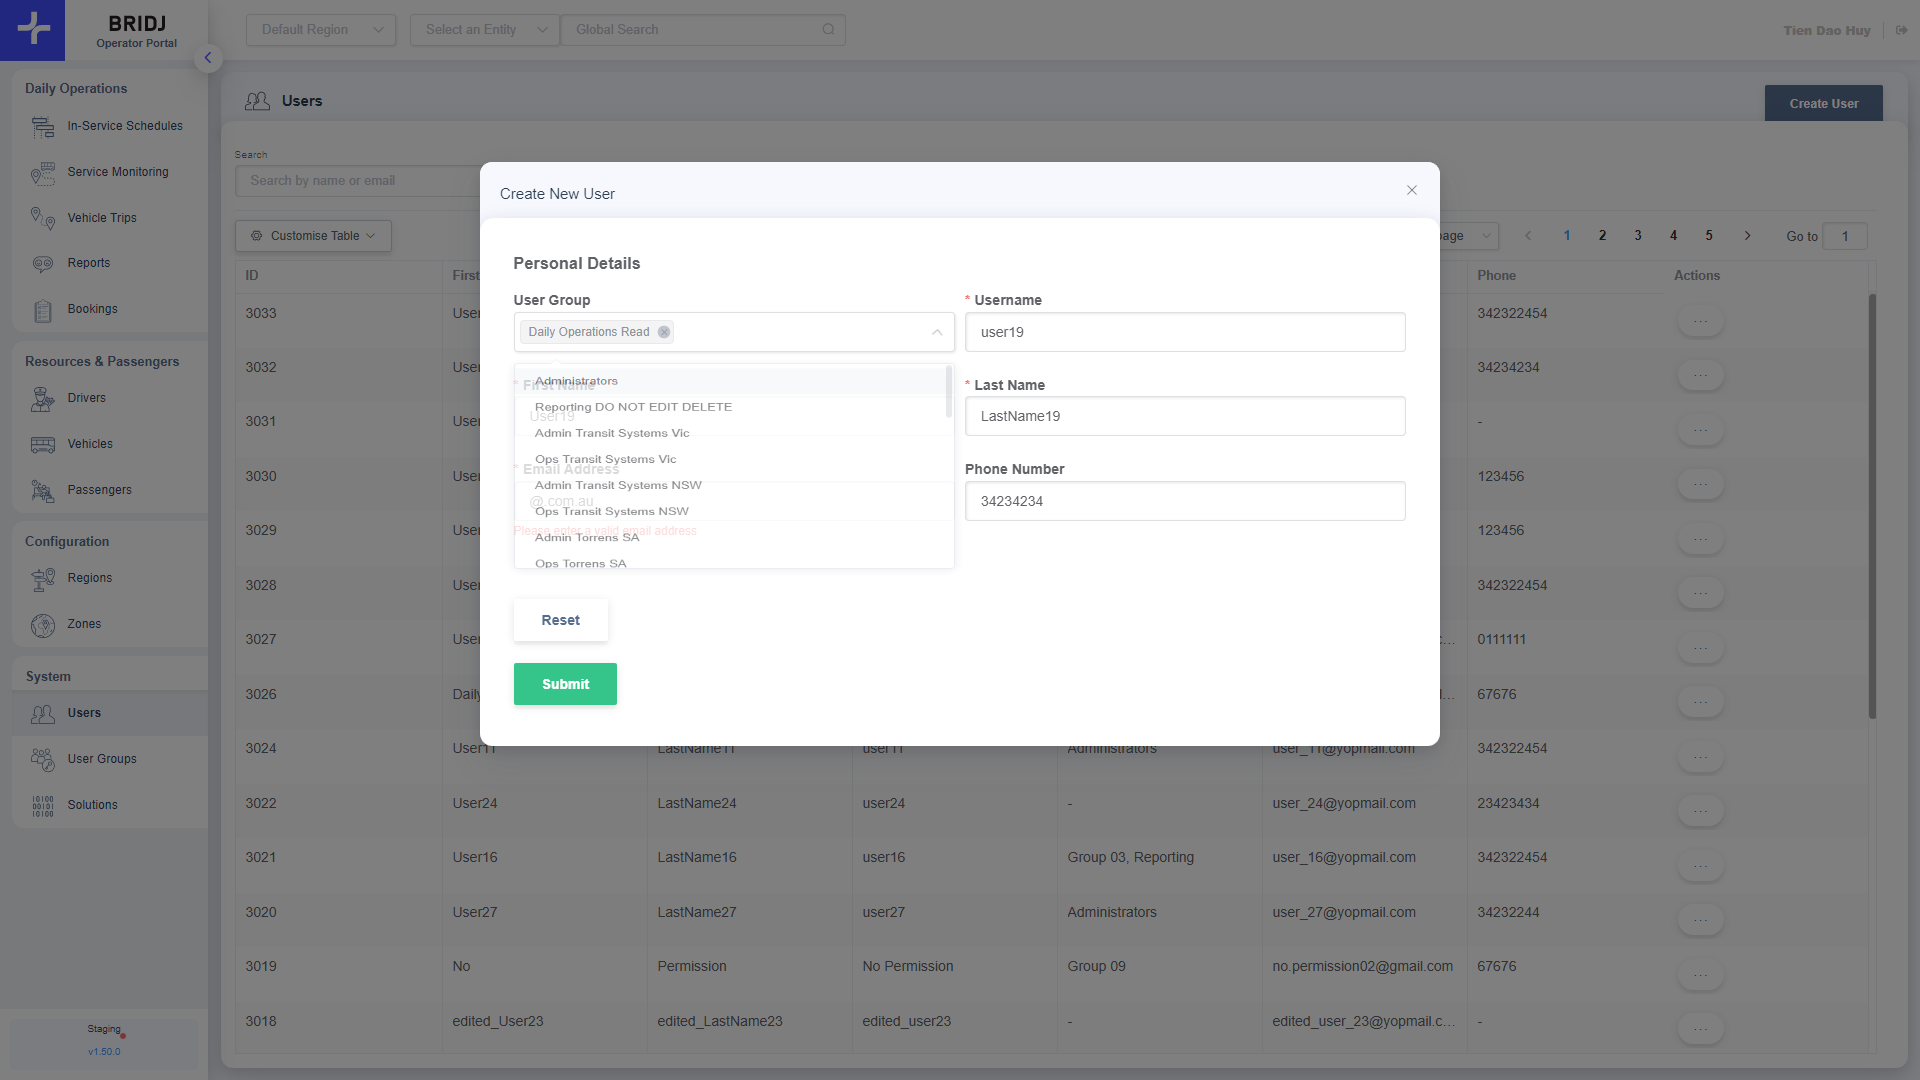 BRIDJ
Operator Portal
Default Region
Select an Entity
Global Search
Tien Dao Huy
Daily Operations
In-Service Schedules
Service Monitoring
Vehicle Trips
Reports
Bookings
Resources & Passengers
Drivers
Vehicles
Passengers
Configuration
Regions
Zones
System
Users
User Groups
Solutions
Staging
v1.50.0
Users
Create User
Search
Search by name or email
Customise Table
page
1 2 3 4 5
Go to 1
ID First Phone Actions
3033 User 342322454 ...
3032 User 34234234 ...
3031 User - ...
3030 User 123456 ...
3029 User 123456 ...
3028 User 342322454 ...
3027 User 0111111 ...
3026 Daily 67676 ...
3024 User11 LastName11 user11 Administrators user_11@yopmail.com 342322454 ...
3022 User24 LastName24 user24 - user_24@yopmail.com 23423434 ...
3021 User16 LastName16 user16 Group 03, Reporting user_16@yopmail.com 342322454 ...
3020 User27 LastName27 user27 Administrators user_27@yopmail.com 34232244 ...
3019 No Permission No Permission Group 09 no.permission02@gmail.com 67676 ...
3018 edited_User23 edited_LastName23 edited_user23 - edited_user_23@yopmail.c... - ...
Create New User
Personal Details
User Group
Daily Operations Read
* Username
user19
* First Name
User19
* Last Name
LastName19
* Email Address
@.com.au
Please enter a valid email address
Phone Number
34234234
Administrators
Reporting DO NOT EDIT DELETE
Admin Transit Systems Vic
Ops Transit Systems Vic
Admin Transit Systems NSW
Ops Transit Systems NSW
Admin Torrens SA
Ops Torrens SA
Reset
Submit